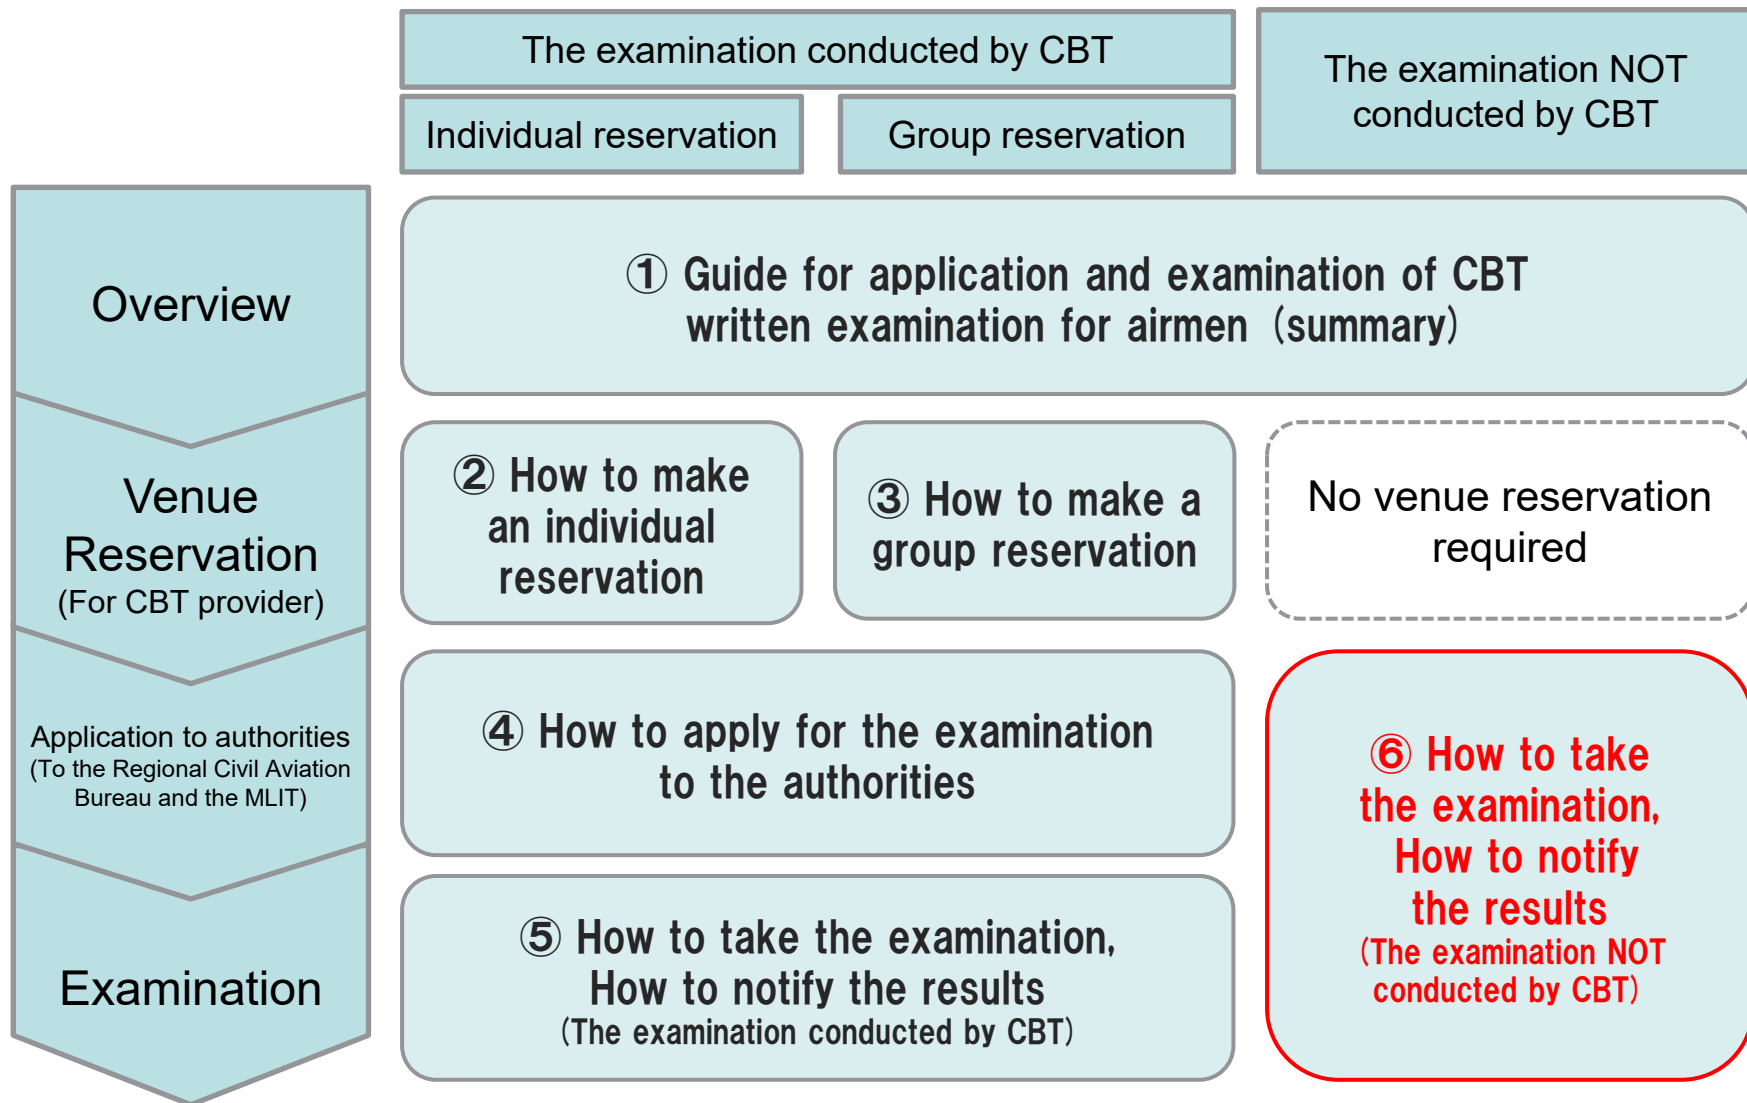 The examination conducted by CBT
The examination NOT
conducted by CBT
Individual reservation
Group reservation
Overview
① Guide for application and examination of CBT
written examination for airmen (summary)
Venue
Reservation
(For CBT provider)
② How to make
an individual
reservation
③ How to make a
group reservation
No venue reservation
required
Application to authorities
(To the Regional Civil Aviation
Bureau and the MLIT)
④ How to apply for the examination
to the authorities
⑥ How to take
the examination,
How to notify
the results
(The examination NOT
conducted by CBT)
Examination
⑤ How to take the examination,
How to notify the results
(The examination conducted by CBT)